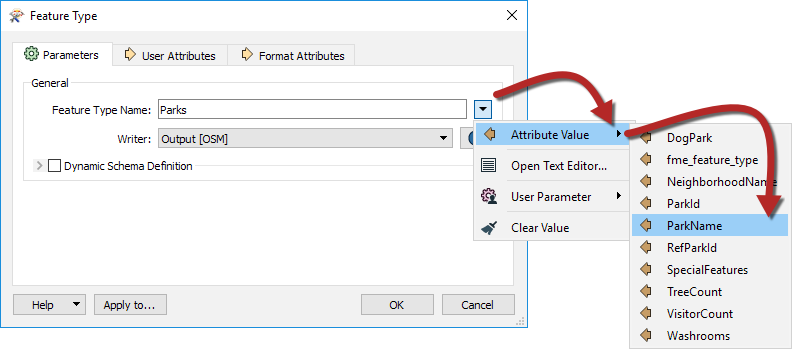 Feature Type
Parameters
User Attributes
Format Attributes
General
Feature Type Name:
Parks
Writer:
Output [OSM]
Dynamic Schema Definition
Help
Apply to...
OK
Cancel
Attribute Value
Open Text Editor...
User Parameter
Clear Value
DogPark
fme_feature_type
NeighborhoodName
ParkId
ParkName
RefParkId
SpecialFeatures
TreeCount
VisitorCount
Washrooms